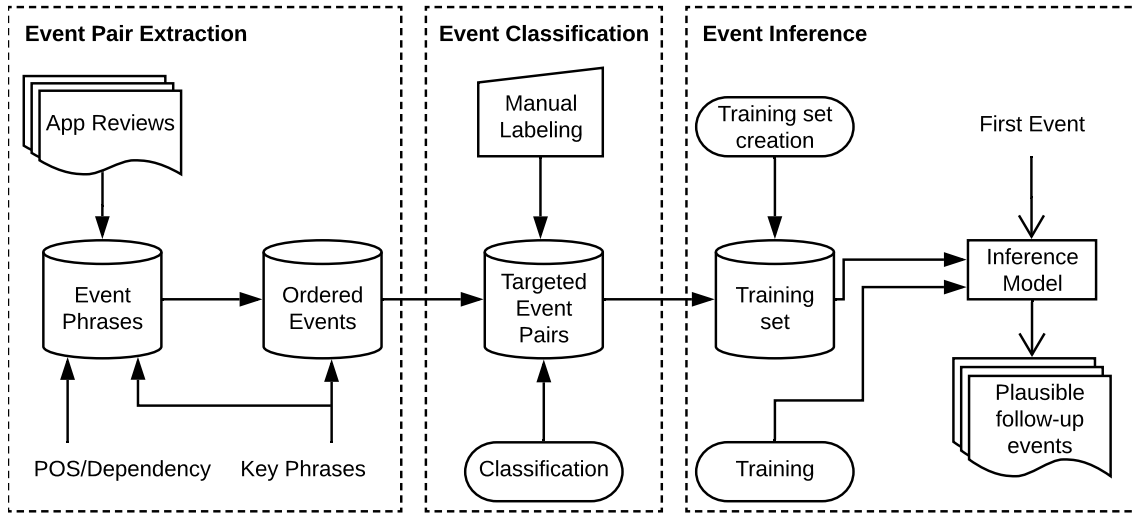 Event Pair Extraction
App Reviews
Event
Phrases
Ordered
Events
POS/Dependency
Key Phrases
Event Classification
Manual
Labeling
Targeted
Event
Pairs
Classification
Event Inference
Training set
creation
First Event
Training
set
Inference
Model
Training
Plausible
follow-up
events